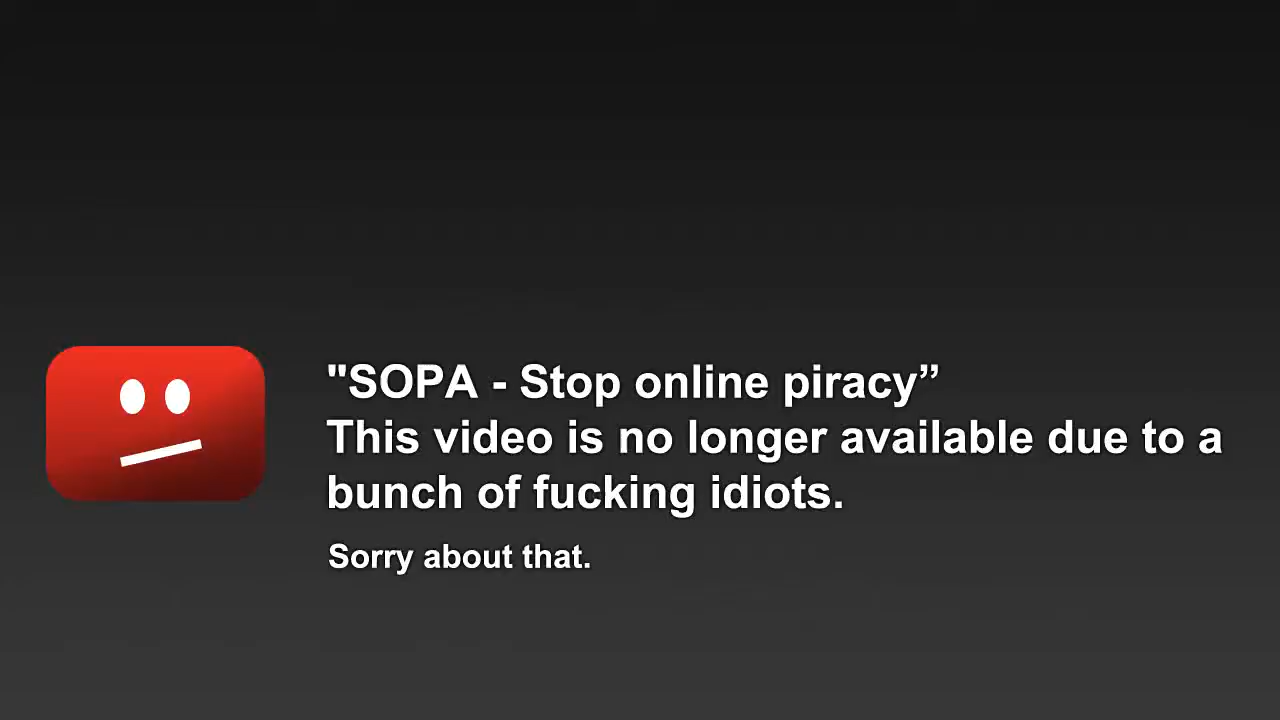 "SOPA - Stop online piracy”
This video is no longer available due to a
bunch of fucking idiots.
Sorry about that.